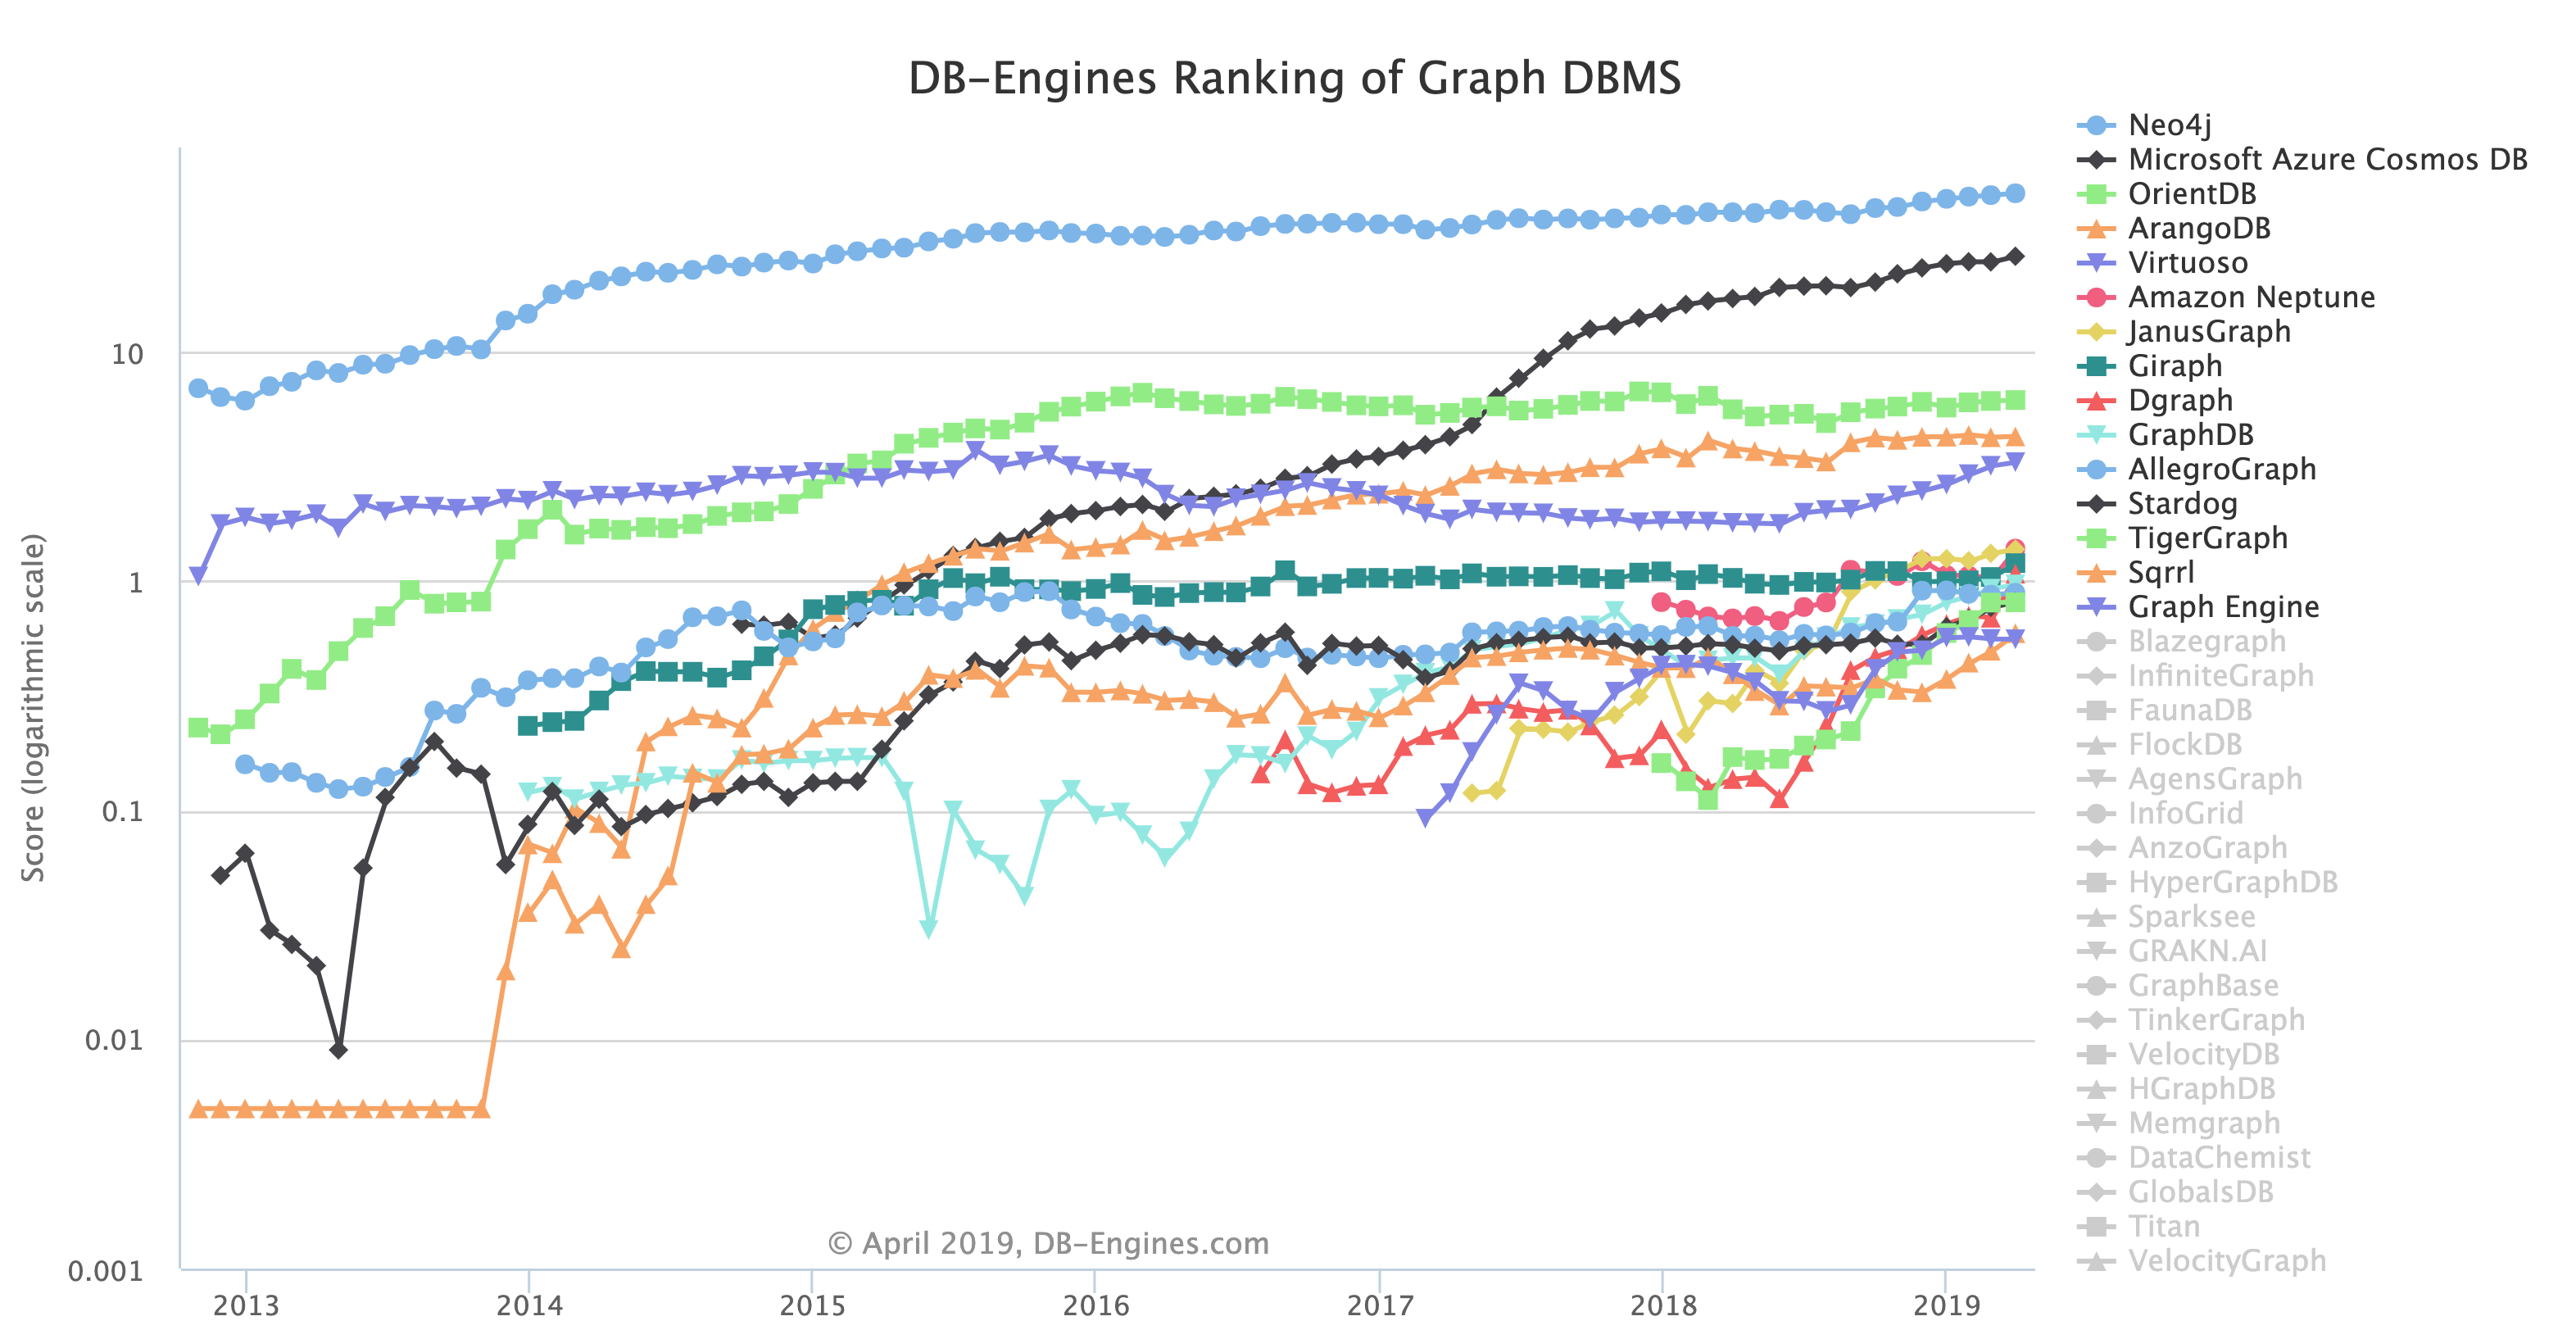 DB-Engines Ranking of Graph DBMS
Score (logarithmic scale)
10
1
0.1
0.01
0.001
2013
2014
2015
2016
2017
2018
2019
© April 2019, DB-Engines.com
Neo4j
Microsoft Azure Cosmos DB
OrientDB
ArangoDB
Virtuoso
Amazon Neptune
JanusGraph
Giraph
Dgraph
GraphDB
AllegroGraph
Stardog
TigerGraph
Sqrrl
Graph Engine
Blazegraph
InfiniteGraph
FaunaDB
FlockDB
AgensGraph
InfoGrid
AnzoGraph
HyperGraphDB
Sparksee
GRAKN.AI
GraphBase
TinkerGraph
VelocityDB
HGraphDB
Memgraph
DataChemist
GlobalsDB
Titan
VelocityGraph